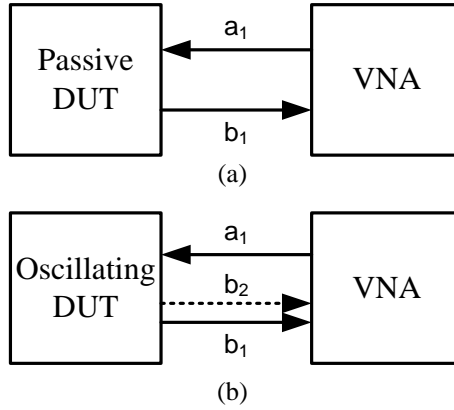 a₁
Passive
DUT
VNA
b₁
(a)
a₁
Oscillating
DUT
b₂
VNA
b₁
(b)